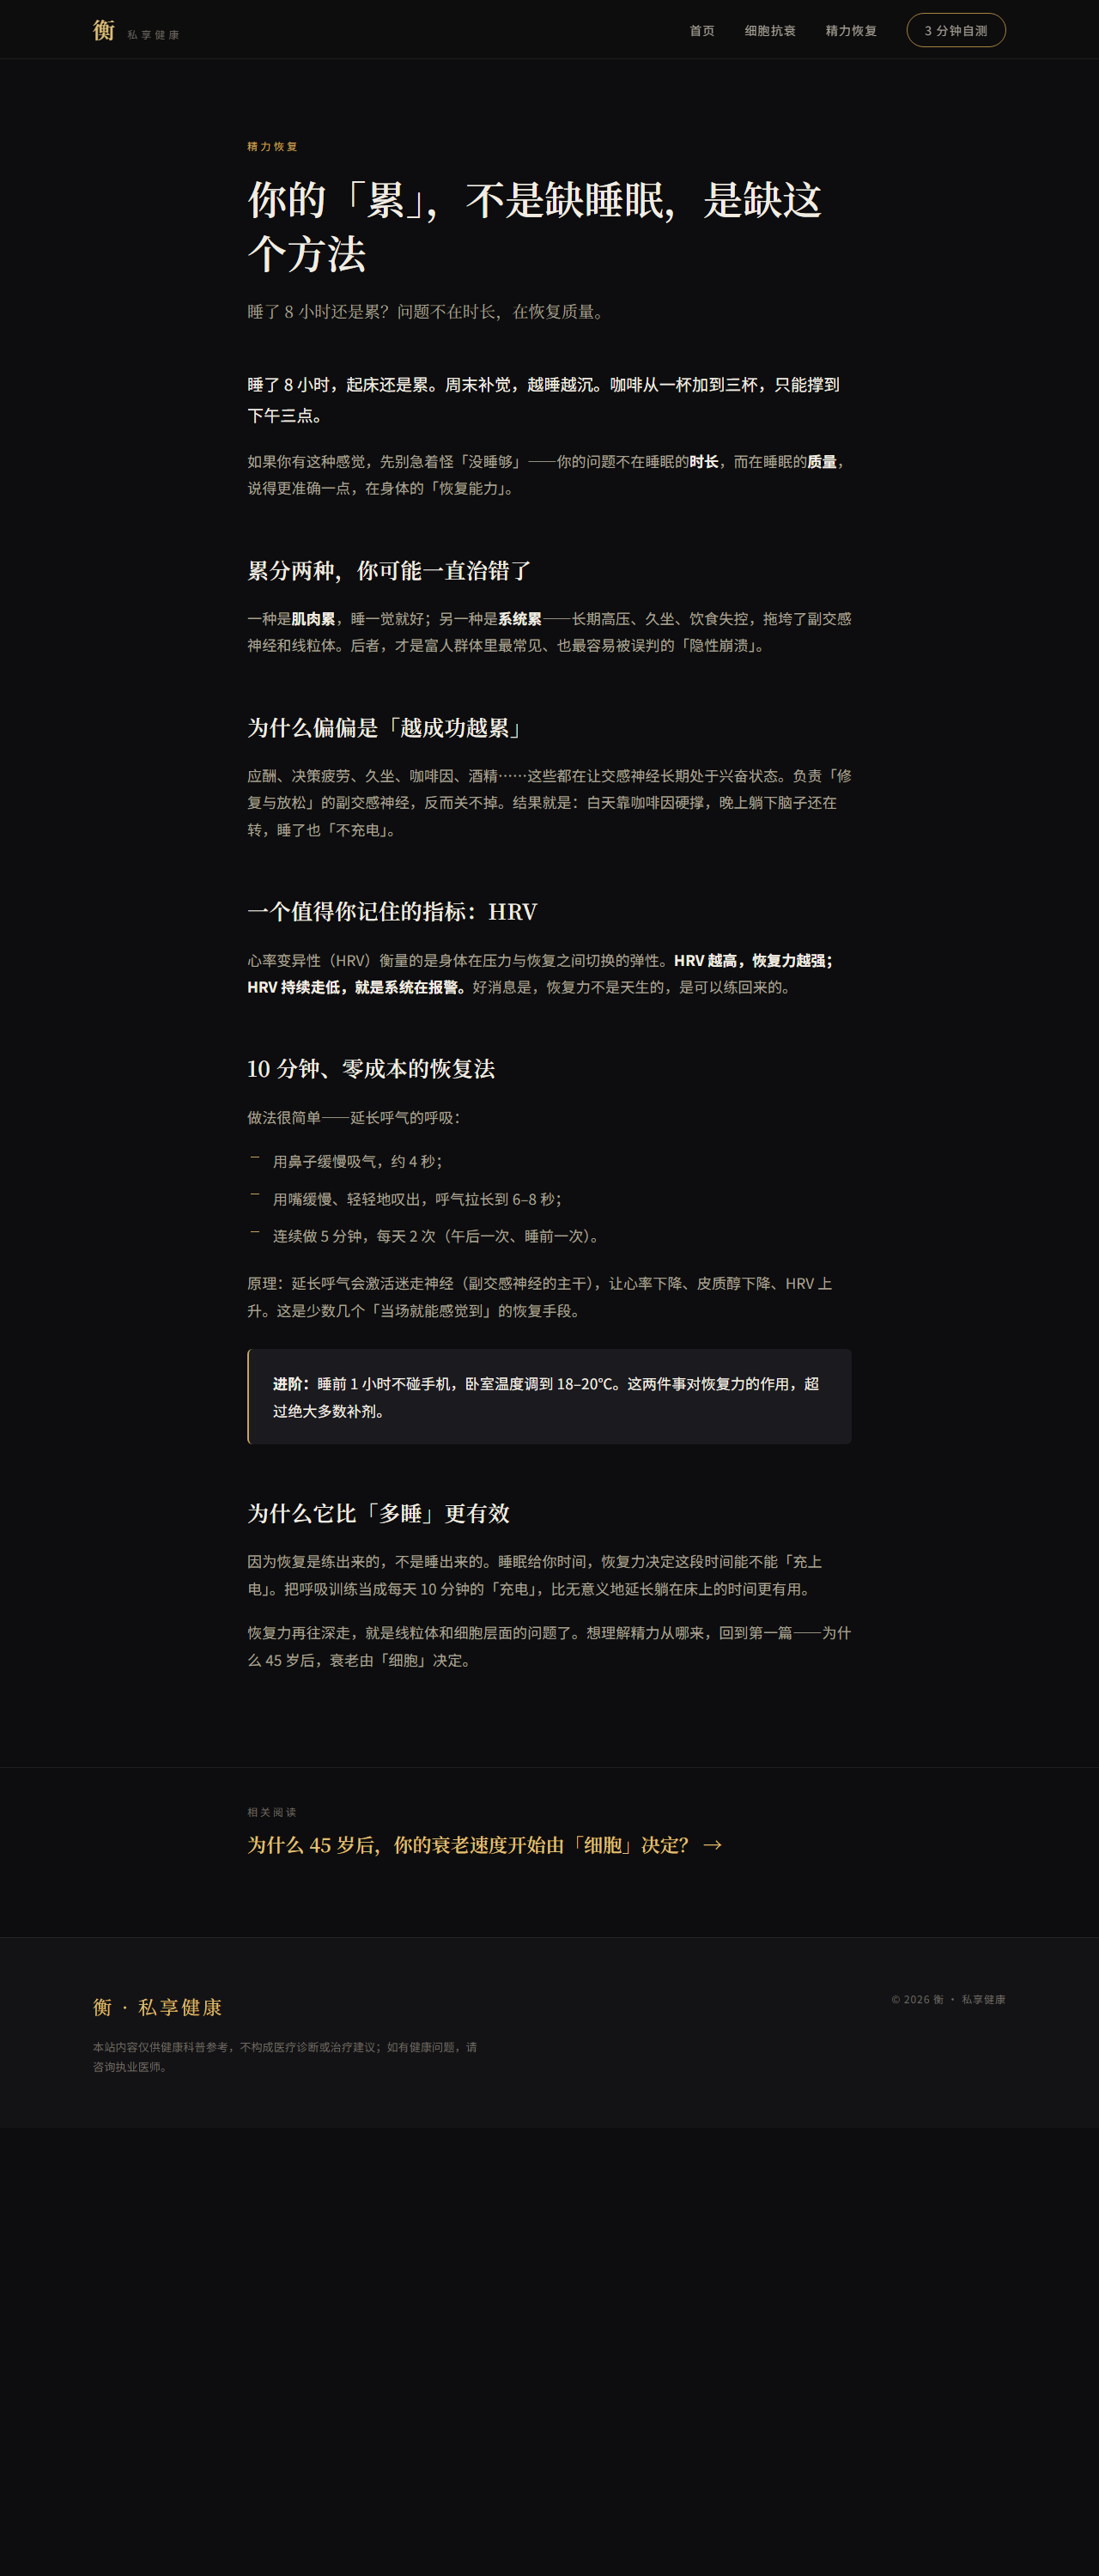 衡 私享健康
首页 细胞抗衰 精力恢复 3 分钟自测
精力恢复
你的「累」，不是缺睡眠，是缺这
个方法
睡了 8 小时还是累？问题不在时长，在恢复质量。
睡了 8 小时，起床还是累。周末补觉，越睡越沉。咖啡从一杯加到三杯，只能撑到
下午三点。
如果你有这种感觉，先别急着怪「没睡够」——你的问题不在睡眠的时长，而在睡眠的质量，
说得更准确一点，在身体的「恢复能力」。
累分两种，你可能一直治错了
一种是肌肉累，睡一觉就好；另一种是系统累——长期高压、久坐、饮食失控，拖垮了副交感
神经和线粒体。后者，才是富人群体里最常见、也最容易被误判的「隐性崩溃」。
为什么偏偏是「越成功越累」
应酬、决策疲劳、久坐、咖啡因、酒精……这些都在让交感神经长期处于兴奋状态。负责「修
复与放松」的副交感神经，反而关不掉。结果就是：白天靠咖啡因硬撑，晚上躺下脑子还在
转，睡了也「不充电」。
一个值得你记住的指标：HRV
心率变异性（HRV）衡量的是身体在压力与恢复之间切换的弹性。HRV 越高，恢复力越强；
HRV 持续走低，就是系统在报警。好消息是，恢复力不是天生的，是可以练回来的。
10 分钟、零成本的恢复法
做法很简单——延长呼气的呼吸：
– 用鼻子缓慢吸气，约 4 秒；
– 用嘴缓慢、轻轻地叹出，呼气拉长到 6–8 秒；
– 连续做 5 分钟，每天 2 次（午后一次、睡前一次）。
原理：延长呼气会激活迷走神经（副交感神经的主干），让心率下降、皮质醇下降、HRV 上
升。这是少数几个「当场就能感觉到」的恢复手段。
进阶：睡前 1 小时不碰手机，卧室温度调到 18–20℃。这两件事对恢复力的作用，超
过绝大多数补剂。
为什么它比「多睡」更有效
因为恢复是练出来的，不是睡出来的。睡眠给你时间，恢复力决定这段时间能不能「充上
电」。把呼吸训练当成每天 10 分钟的「充电」，比无意义地延长躺在床上的时间更有用。
恢复力再往深走，就是线粒体和细胞层面的问题了。想理解精力从哪来，回到第一篇——为什
么 45 岁后，衰老由「细胞」决定。
相关阅读
为什么 45 岁后，你的衰老速度开始由「细胞」决定？ →
衡 · 私享健康
© 2026 衡 · 私享健康
本站内容仅供健康科普参考，不构成医疗诊断或治疗建议；如有健康问题，请
咨询执业医师。